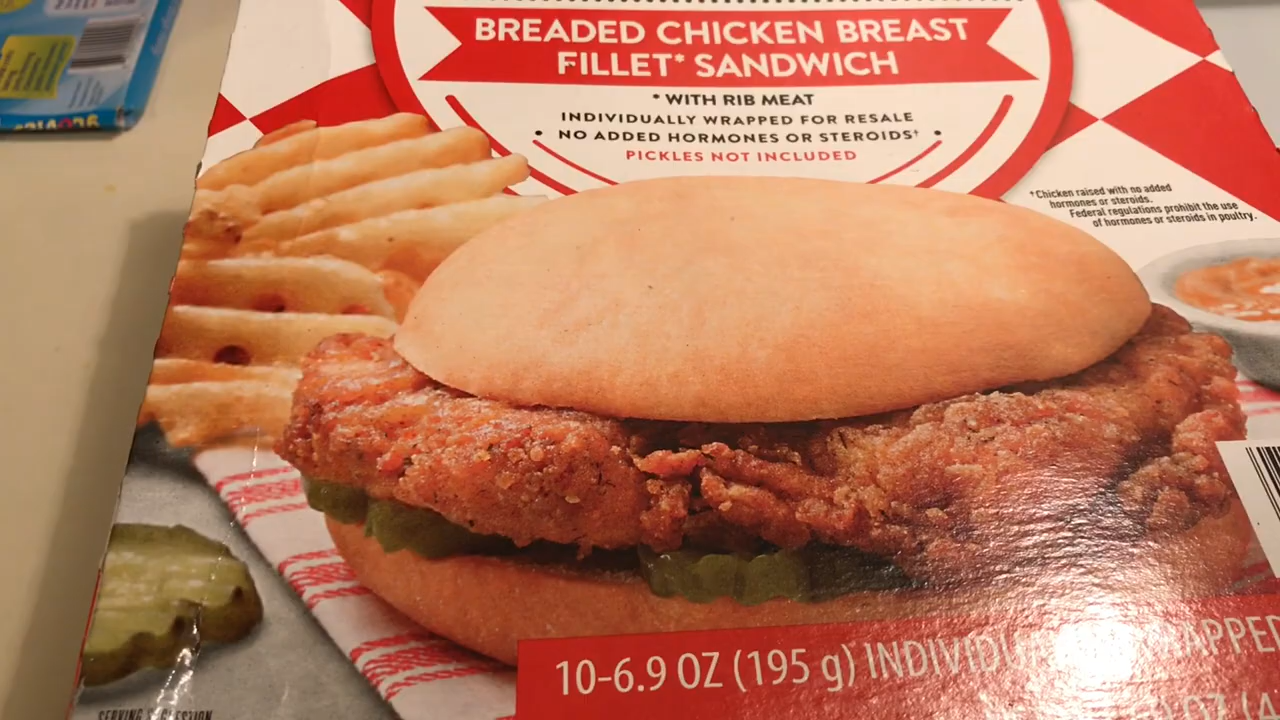 BREADED CHICKEN BREAST
FILLET* SANDWICH
* WITH RIB MEAT
INDIVIDUALLY WRAPPED FOR RESALE
• NO ADDED HORMONES OR STEROIDS† •
PICKLES NOT INCLUDED
†Chicken raised with no added
hormones or steroids.
Federal regulations prohibit the use
of hormones or steroids in poultry.
10-6.9 OZ (195 g)
SERVING SUGGESTION